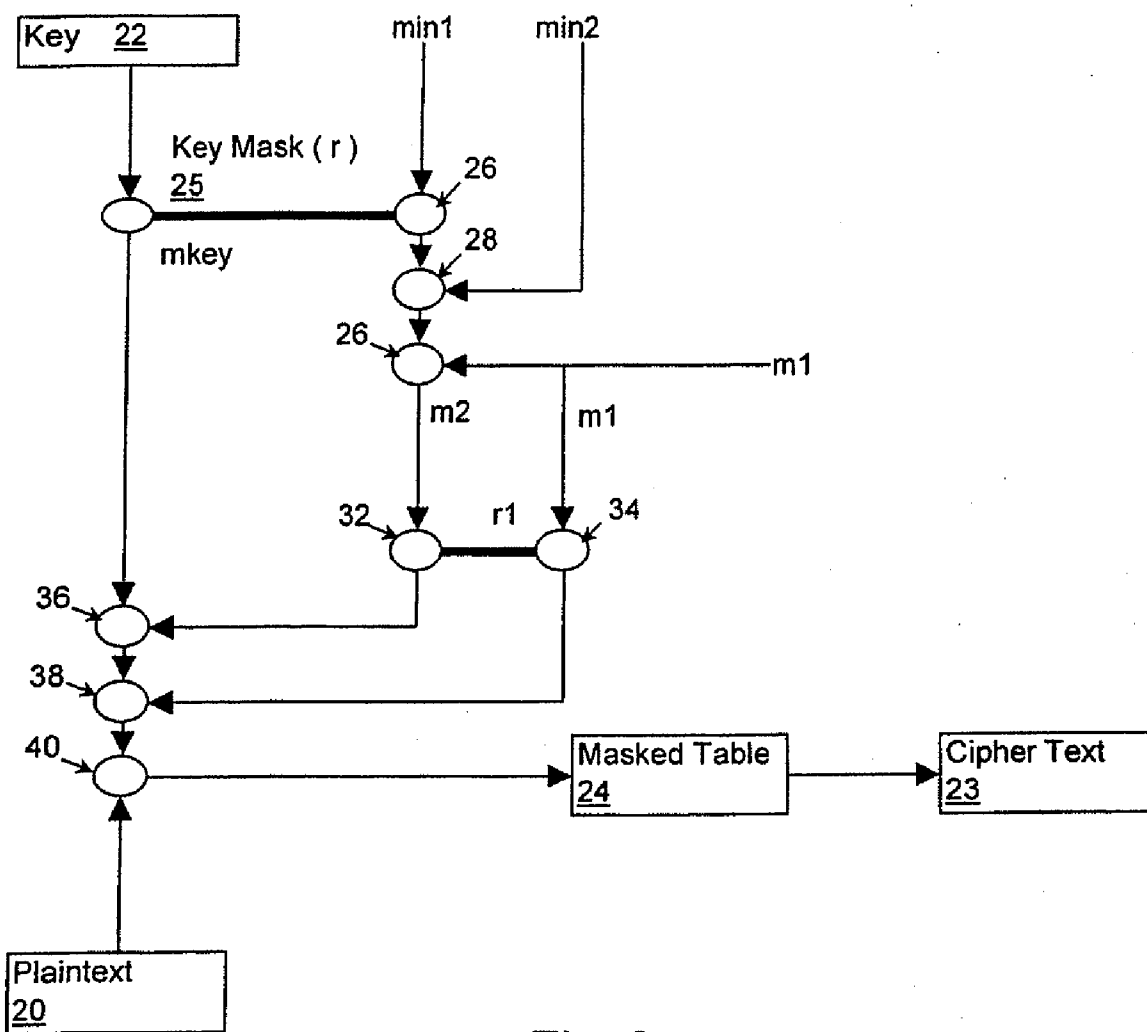 Key 22
min1
min2
Key Mask ( r )
25
26
mkey
28
26
m1
m2
m1
32
r1
34
36
38
40
Masked Table
24
Cipher Text
23
Plaintext
20